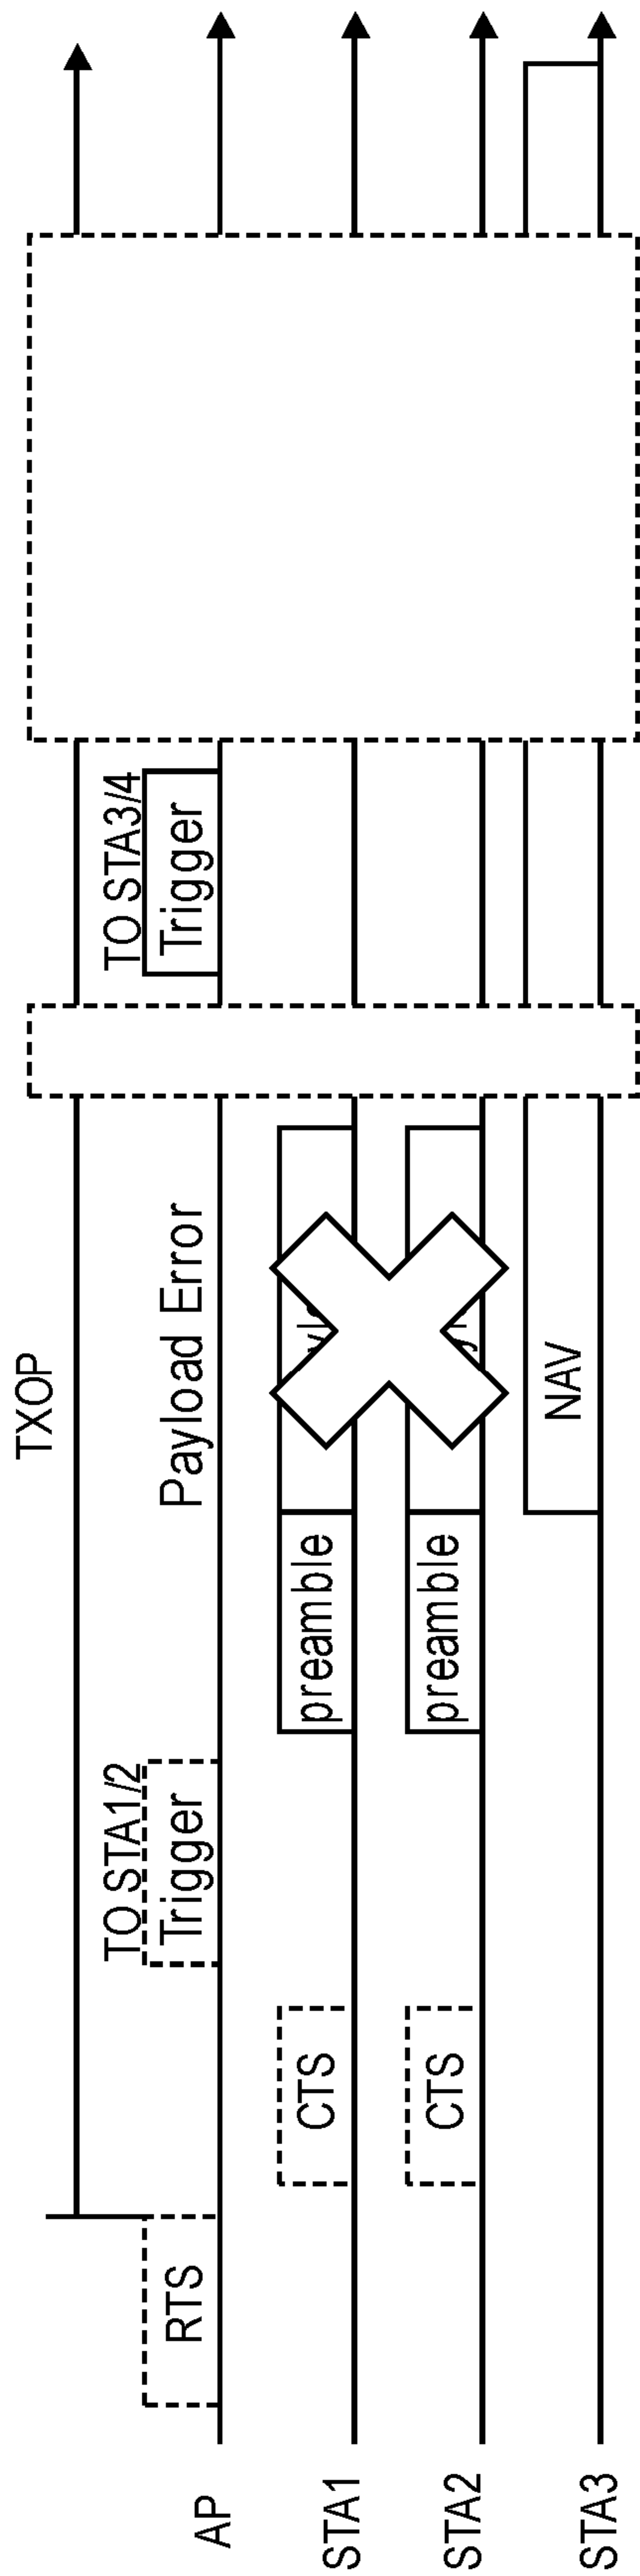 TXOP
TO STA1/2
TO STA3/4
AP
RTS
Trigger
Payload Error
Trigger
STA1
CTS
preamble
STA2
CTS
preamble
STA3
NAV